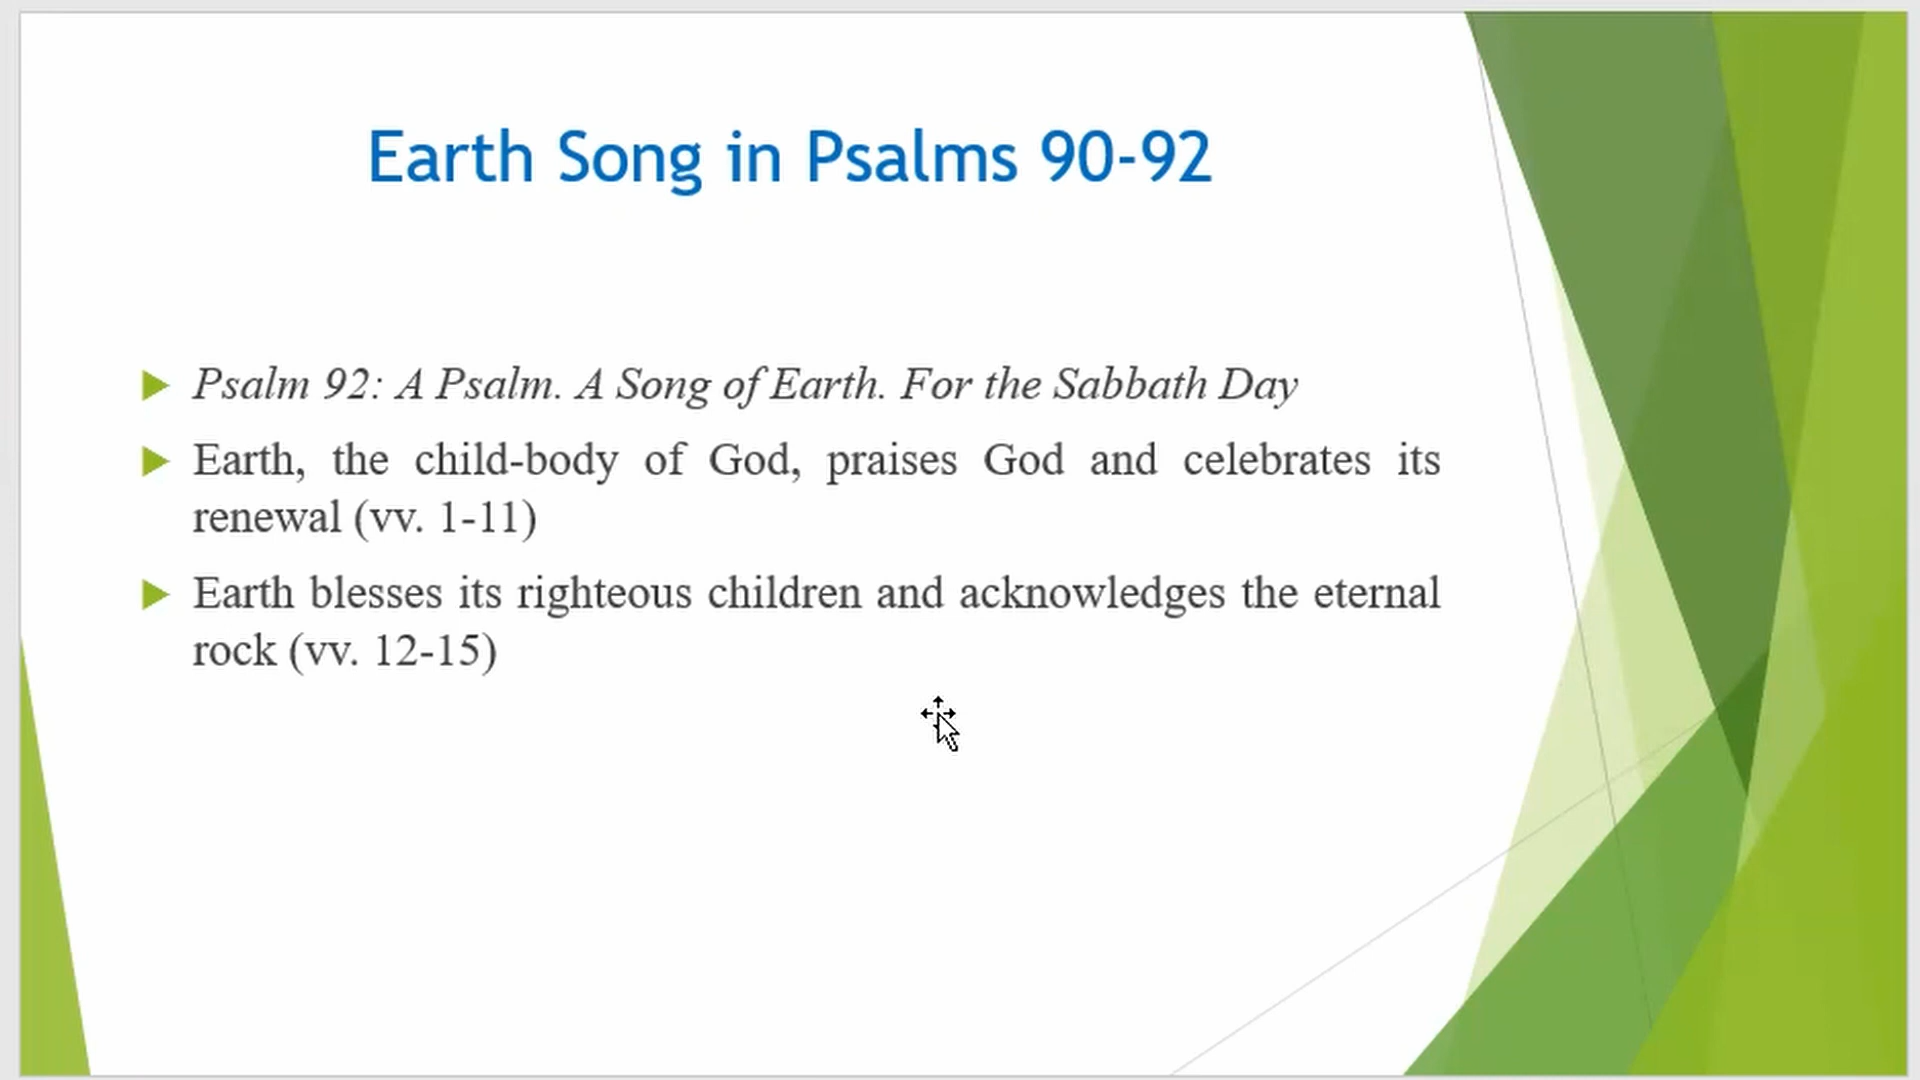 Earth Song in Psalms 90-92
Psalm 92: A Psalm. A Song of Earth. For the Sabbath Day
Earth, the child-body of God, praises God and celebrates its
renewal (vv. 1-11)
Earth blesses its righteous children and acknowledges the eternal
rock (vv. 12-15)